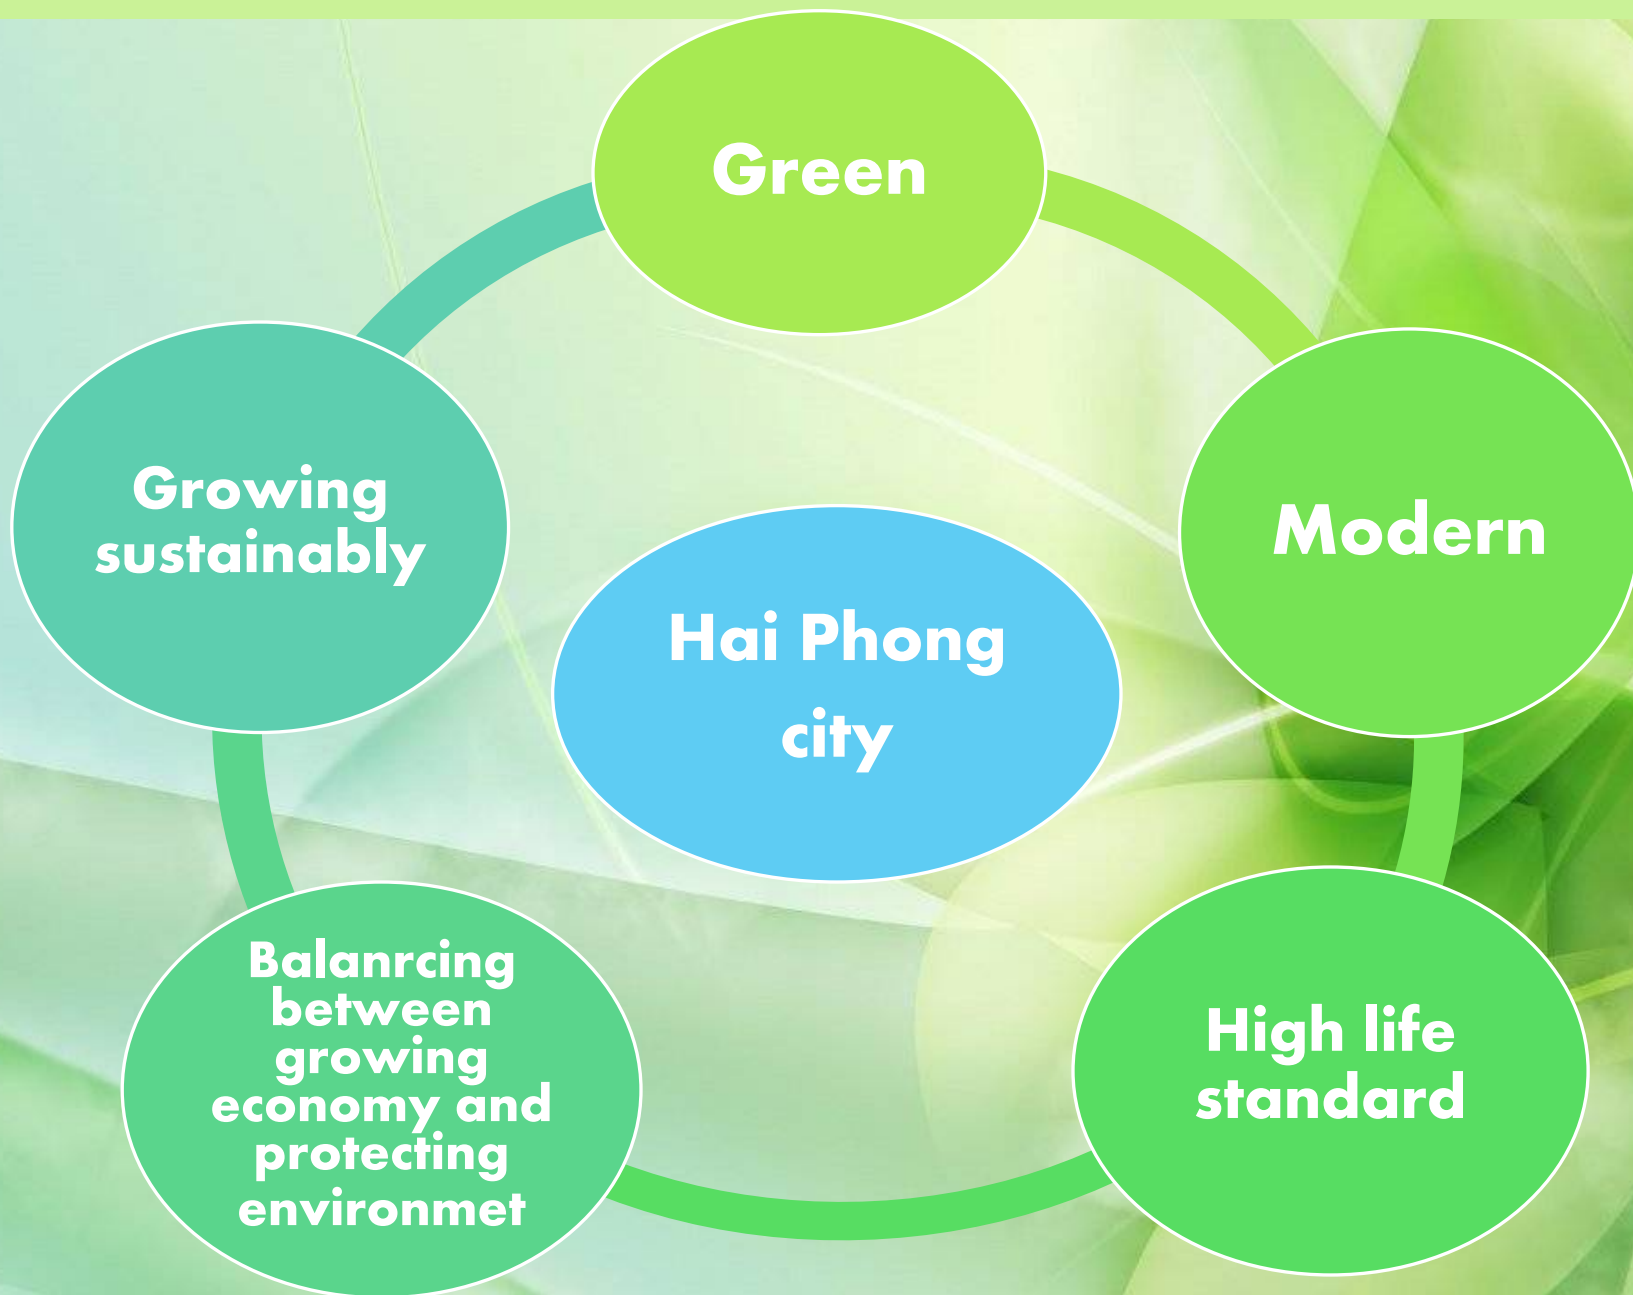 Green
Modern
High life
standard
Balanrcing
between
growing
economy and
protecting
environmet
Growing
sustainably
Hai Phong
city